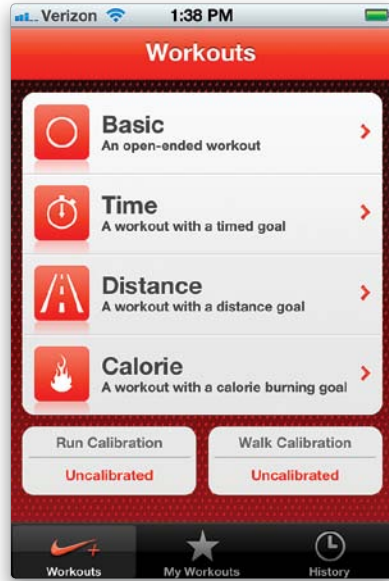 Verizon 1:38 PM
Workouts
Basic
An open-ended workout
Time
A workout with a timed goal
Distance
A workout with a distance goal
Calorie
A workout with a calorie burning goal
Run Calibration
Uncalibrated
Walk Calibration
Uncalibrated
Workouts
My Workouts
History